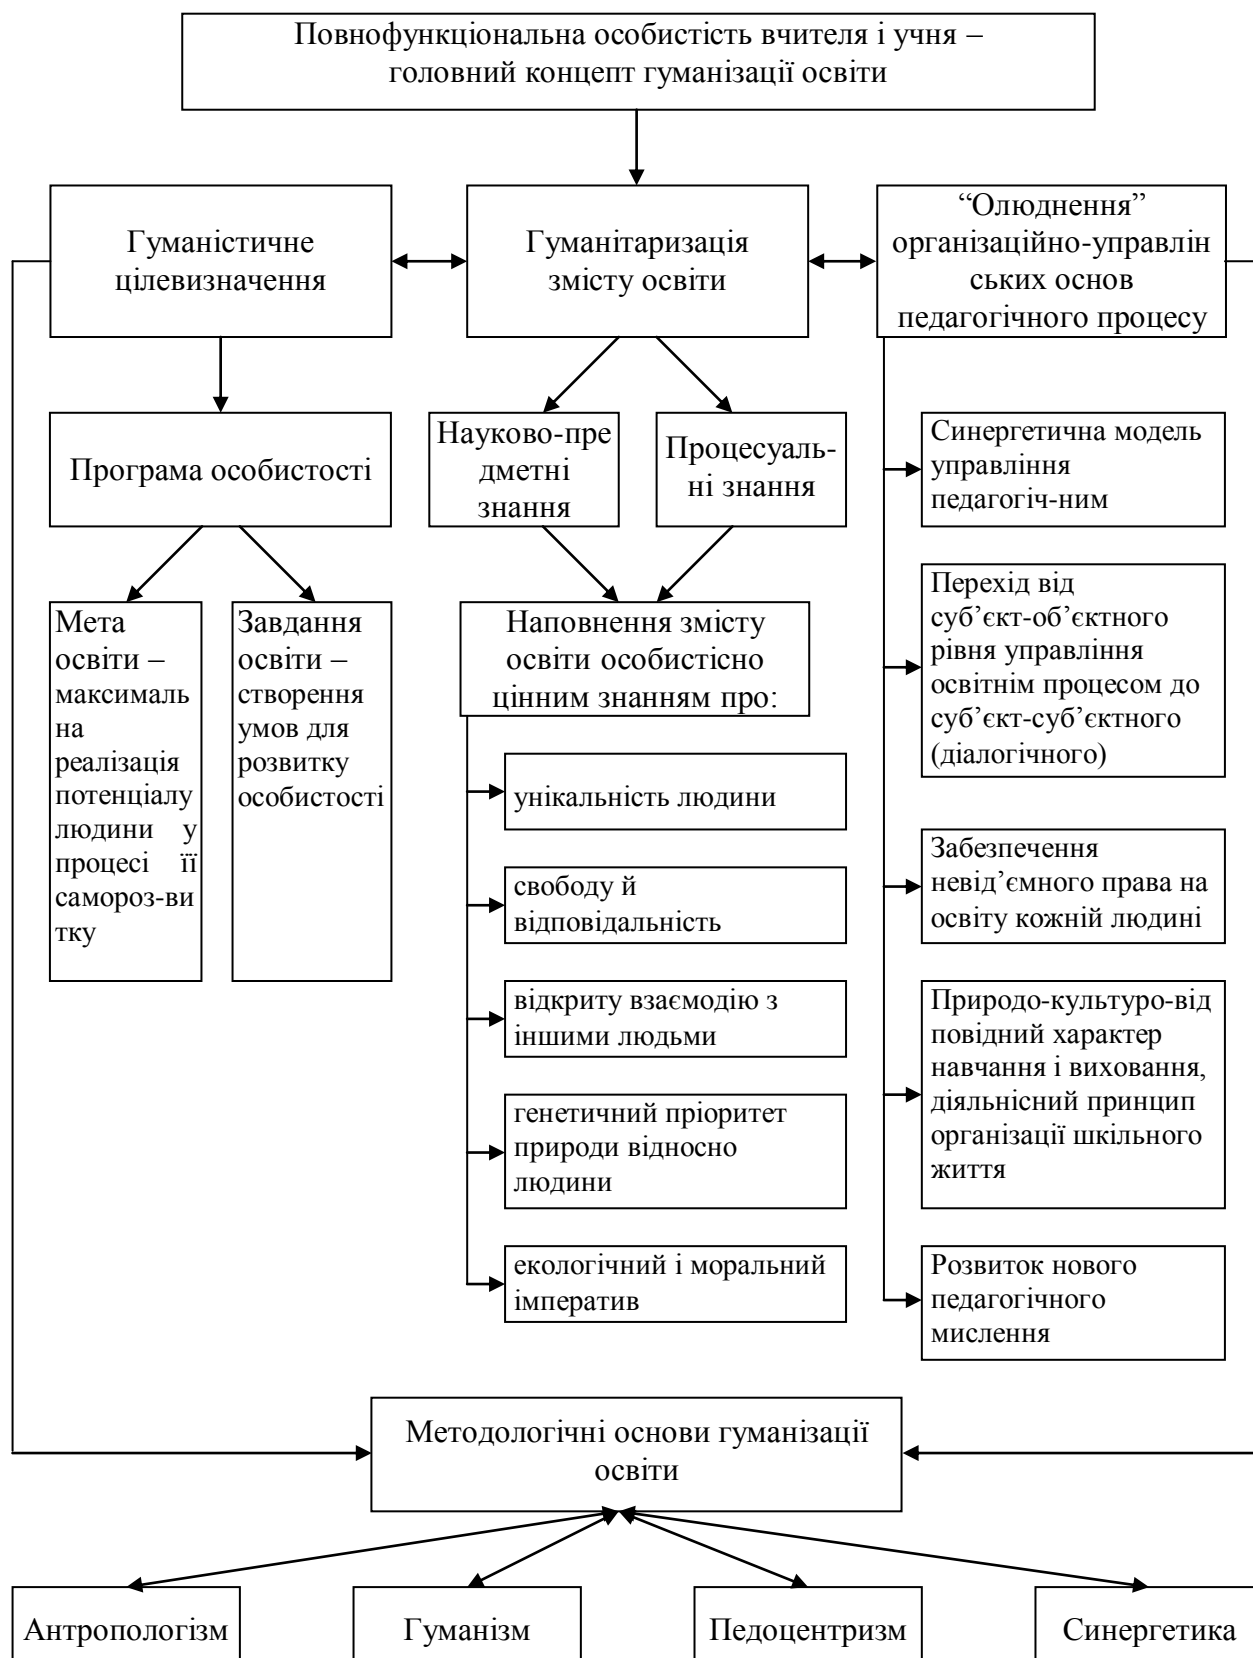 Повнофункціональна особистість вчителя і учня –
головний концепт гуманізації освіти
Гуманістичне
цілевизначення
Гуманітаризація
змісту освіти
“Олюднення”
організаційно-управлін
ських основ
педагогічного процесу
Програма особистості
Науково-пре
дметні
знання
Процесуаль-
ні знання
Синергетична модель
управління
педагогіч-ним
Мета
освіти –
максималь
на
реалізація
потенціалу
людини у
процесі її
самороз-ви
тку
Завдання
освіти –
створення
умов для
розвитку
особистості
Наповнення змісту
освіти особистісно
цінним знанням про:
унікальність людини
свободу й
відповідальність
відкриту взаємодію з
іншими людьми
генетичний пріоритет
природи відносно
людини
екологічний і моральний
імператив
Перехід від
суб’єкт-об’єктного
рівня управління
освітнім процесом до
суб’єкт-суб’єктного
(діалогічного)
Забезпечення
невід’ємного права на
освіту кожній людині
Природо-культуро-від
повідний характер
навчання і виховання,
діяльнісний принцип
організації шкільного
життя
Розвиток нового
педагогічного
мислення
Методологічні основи гуманізації
освіти
Антропологізм
Гуманізм
Педоцентризм
Синергетика